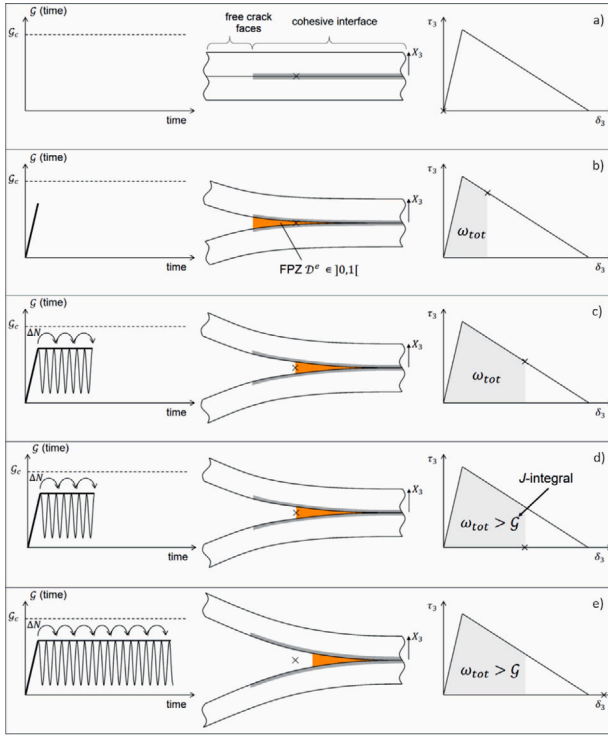 free crack faces
cohesive interface
𝒢 (time)
𝒢c
time
X₃
τ₃
δ₃
a)
𝒢 (time)
𝒢c
time
X₃
FPZ 𝒟ᵉ ∈ ]0,1[
τ₃
ωtot
δ₃
b)
𝒢 (time)
𝒢c
ΔN
time
X₃
τ₃
ωtot
δ₃
c)
𝒢 (time)
𝒢c
ΔN
time
X₃
τ₃
J-integral
ωtot > 𝒢
δ₃
d)
𝒢 (time)
𝒢c
ΔN
time
X₃
τ₃
ωtot > 𝒢
δ₃
e)